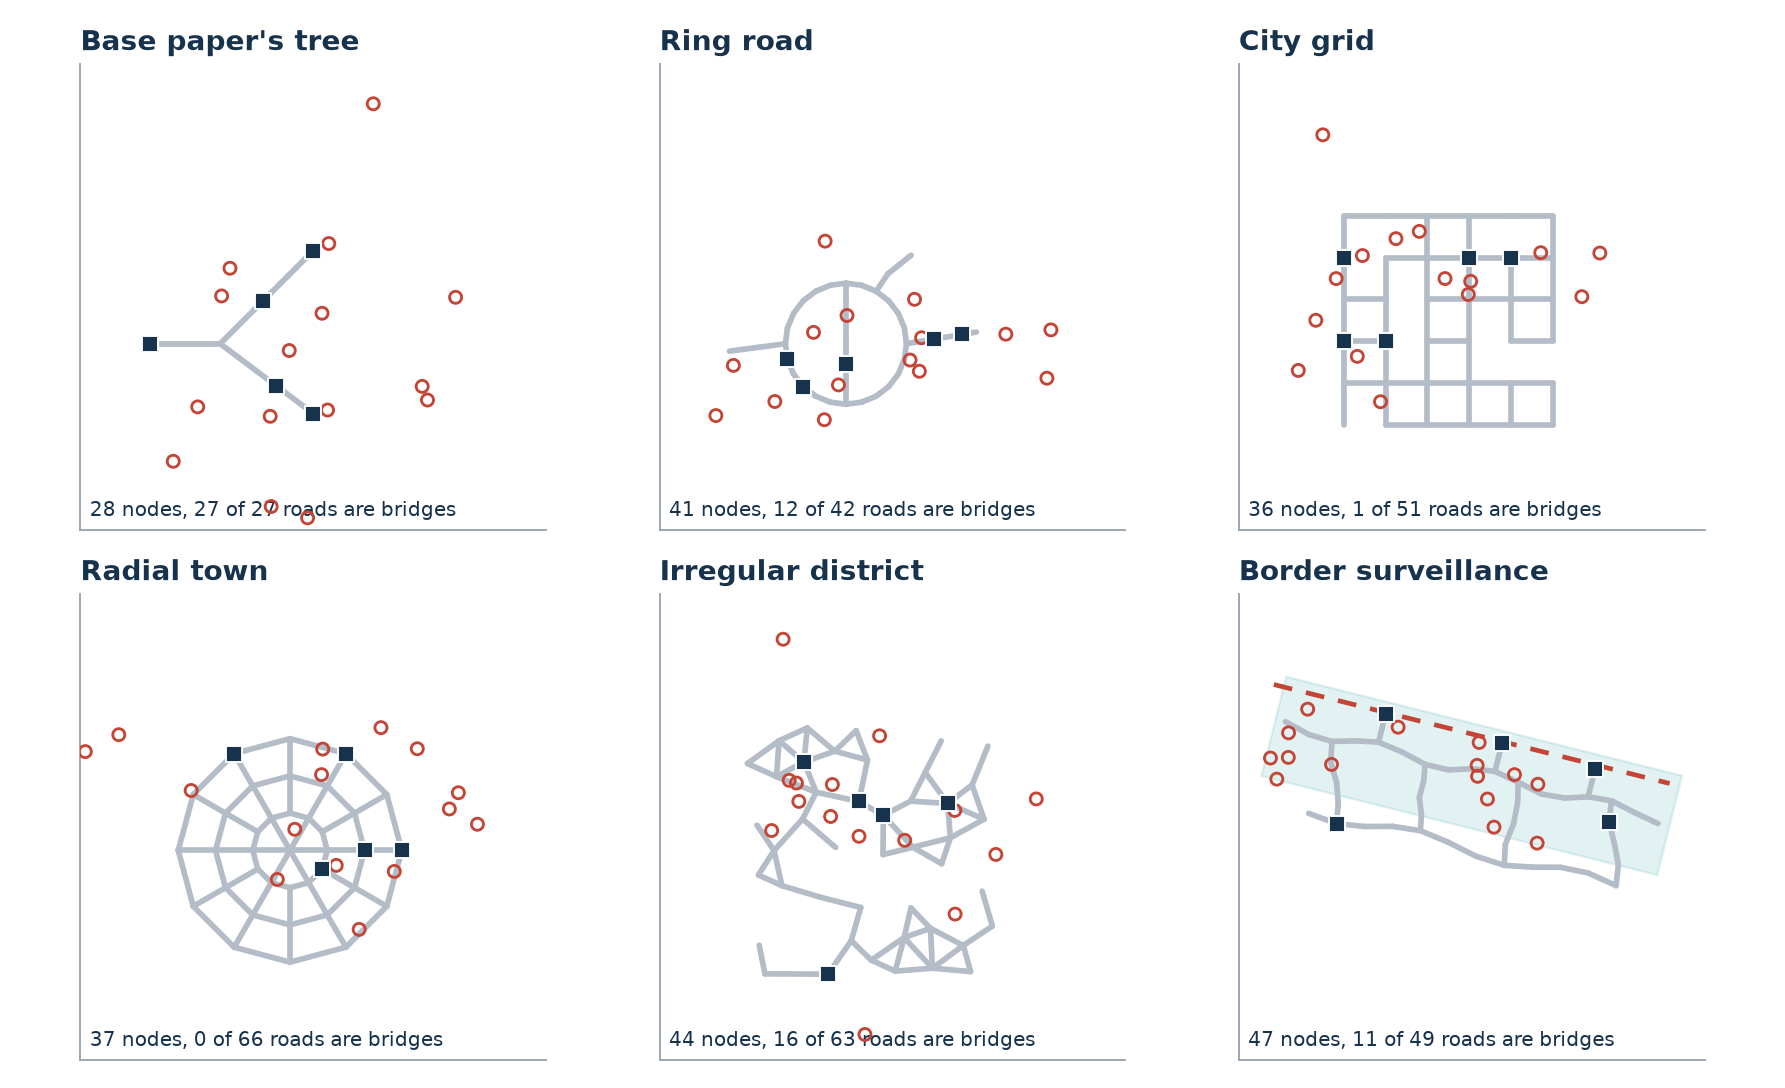 Base paper's tree
Ring road
City grid
28 nodes, 27 of 27 roads are bridges
41 nodes, 12 of 42 roads are bridges
36 nodes, 1 of 51 roads are bridges
Radial town
Irregular district
Border surveillance
37 nodes, 0 of 66 roads are bridges
44 nodes, 16 of 63 roads are bridges
47 nodes, 11 of 49 roads are bridges